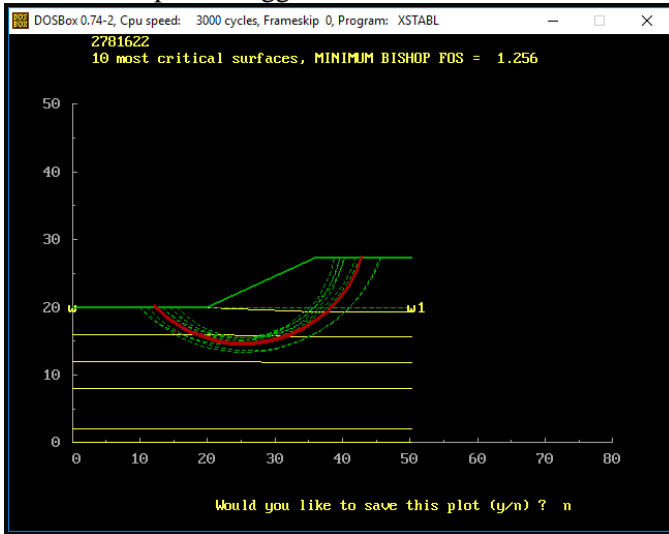 DOSBox 0.74-2, Cpu speed: 3000 cycles, Frameskip 0, Program: XSTABL
2781622
10 most critical surfaces, MINIMUM BISHOP FOS = 1.256
50
40
30
20
10
0
w
w1
0 10 20 30 40 50 60 70 80
Would you like to save this plot (y/n) ? n